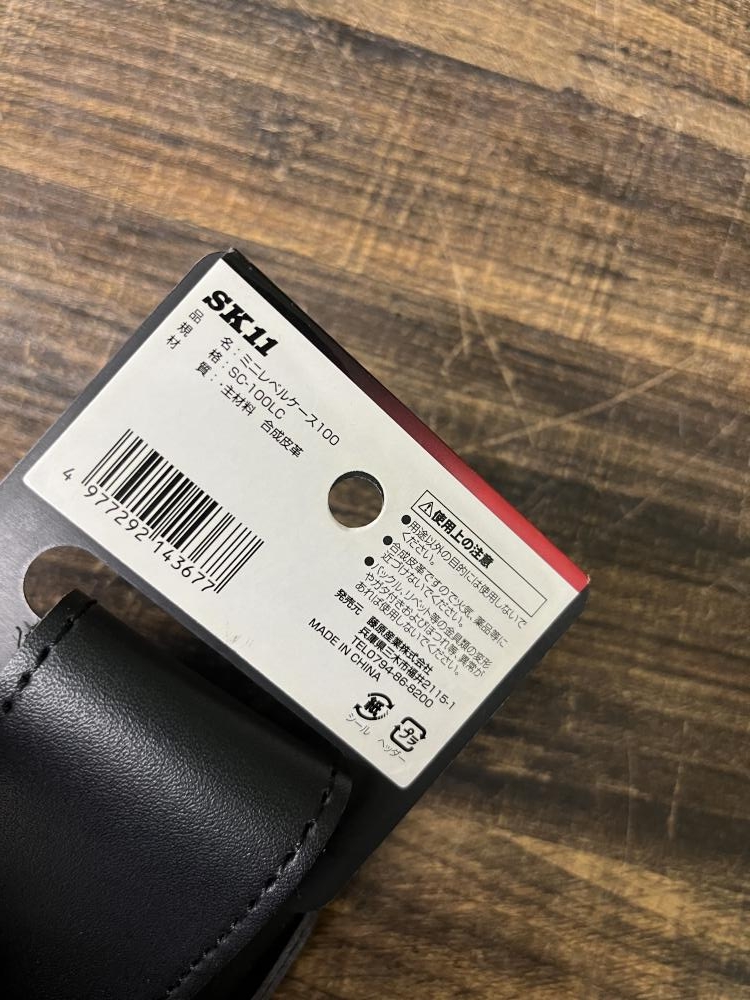 SK11
品　名：ミニレベルケース100
規　格：SC-100LC
材　質：主材料　合成皮革
4 977292 143677
⚠使用上の注意
●用途以外の目的には使用しないで
ください。
●合成皮革ですので火気、薬品等に
近づけないでください。
●バックル、リベット等の金具類の変形
やガタ付きおよびほつれ等、異常が
あれば使用しないでください。
発売元　藤原産業株式会社
兵庫県三木市福井2115-1
TEL0794-86-8200
MADE IN CHINA
紙
シール
プラ
ヘッダー